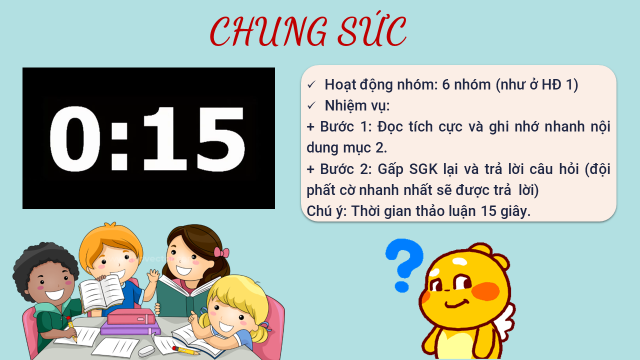 CHUNG SỨC
0:15
✓ Hoạt động nhóm: 6 nhóm (như ở HĐ 1)
✓ Nhiệm vụ:
+ Bước 1: Đọc tích cực và ghi nhớ nhanh nội
dung mục 2.
+ Bước 2: Gấp SGK lại và trả lời câu hỏi (đội
phất cờ nhanh nhất sẽ được trả lời)
Chú ý: Thời gian thảo luận 15 giây.
?